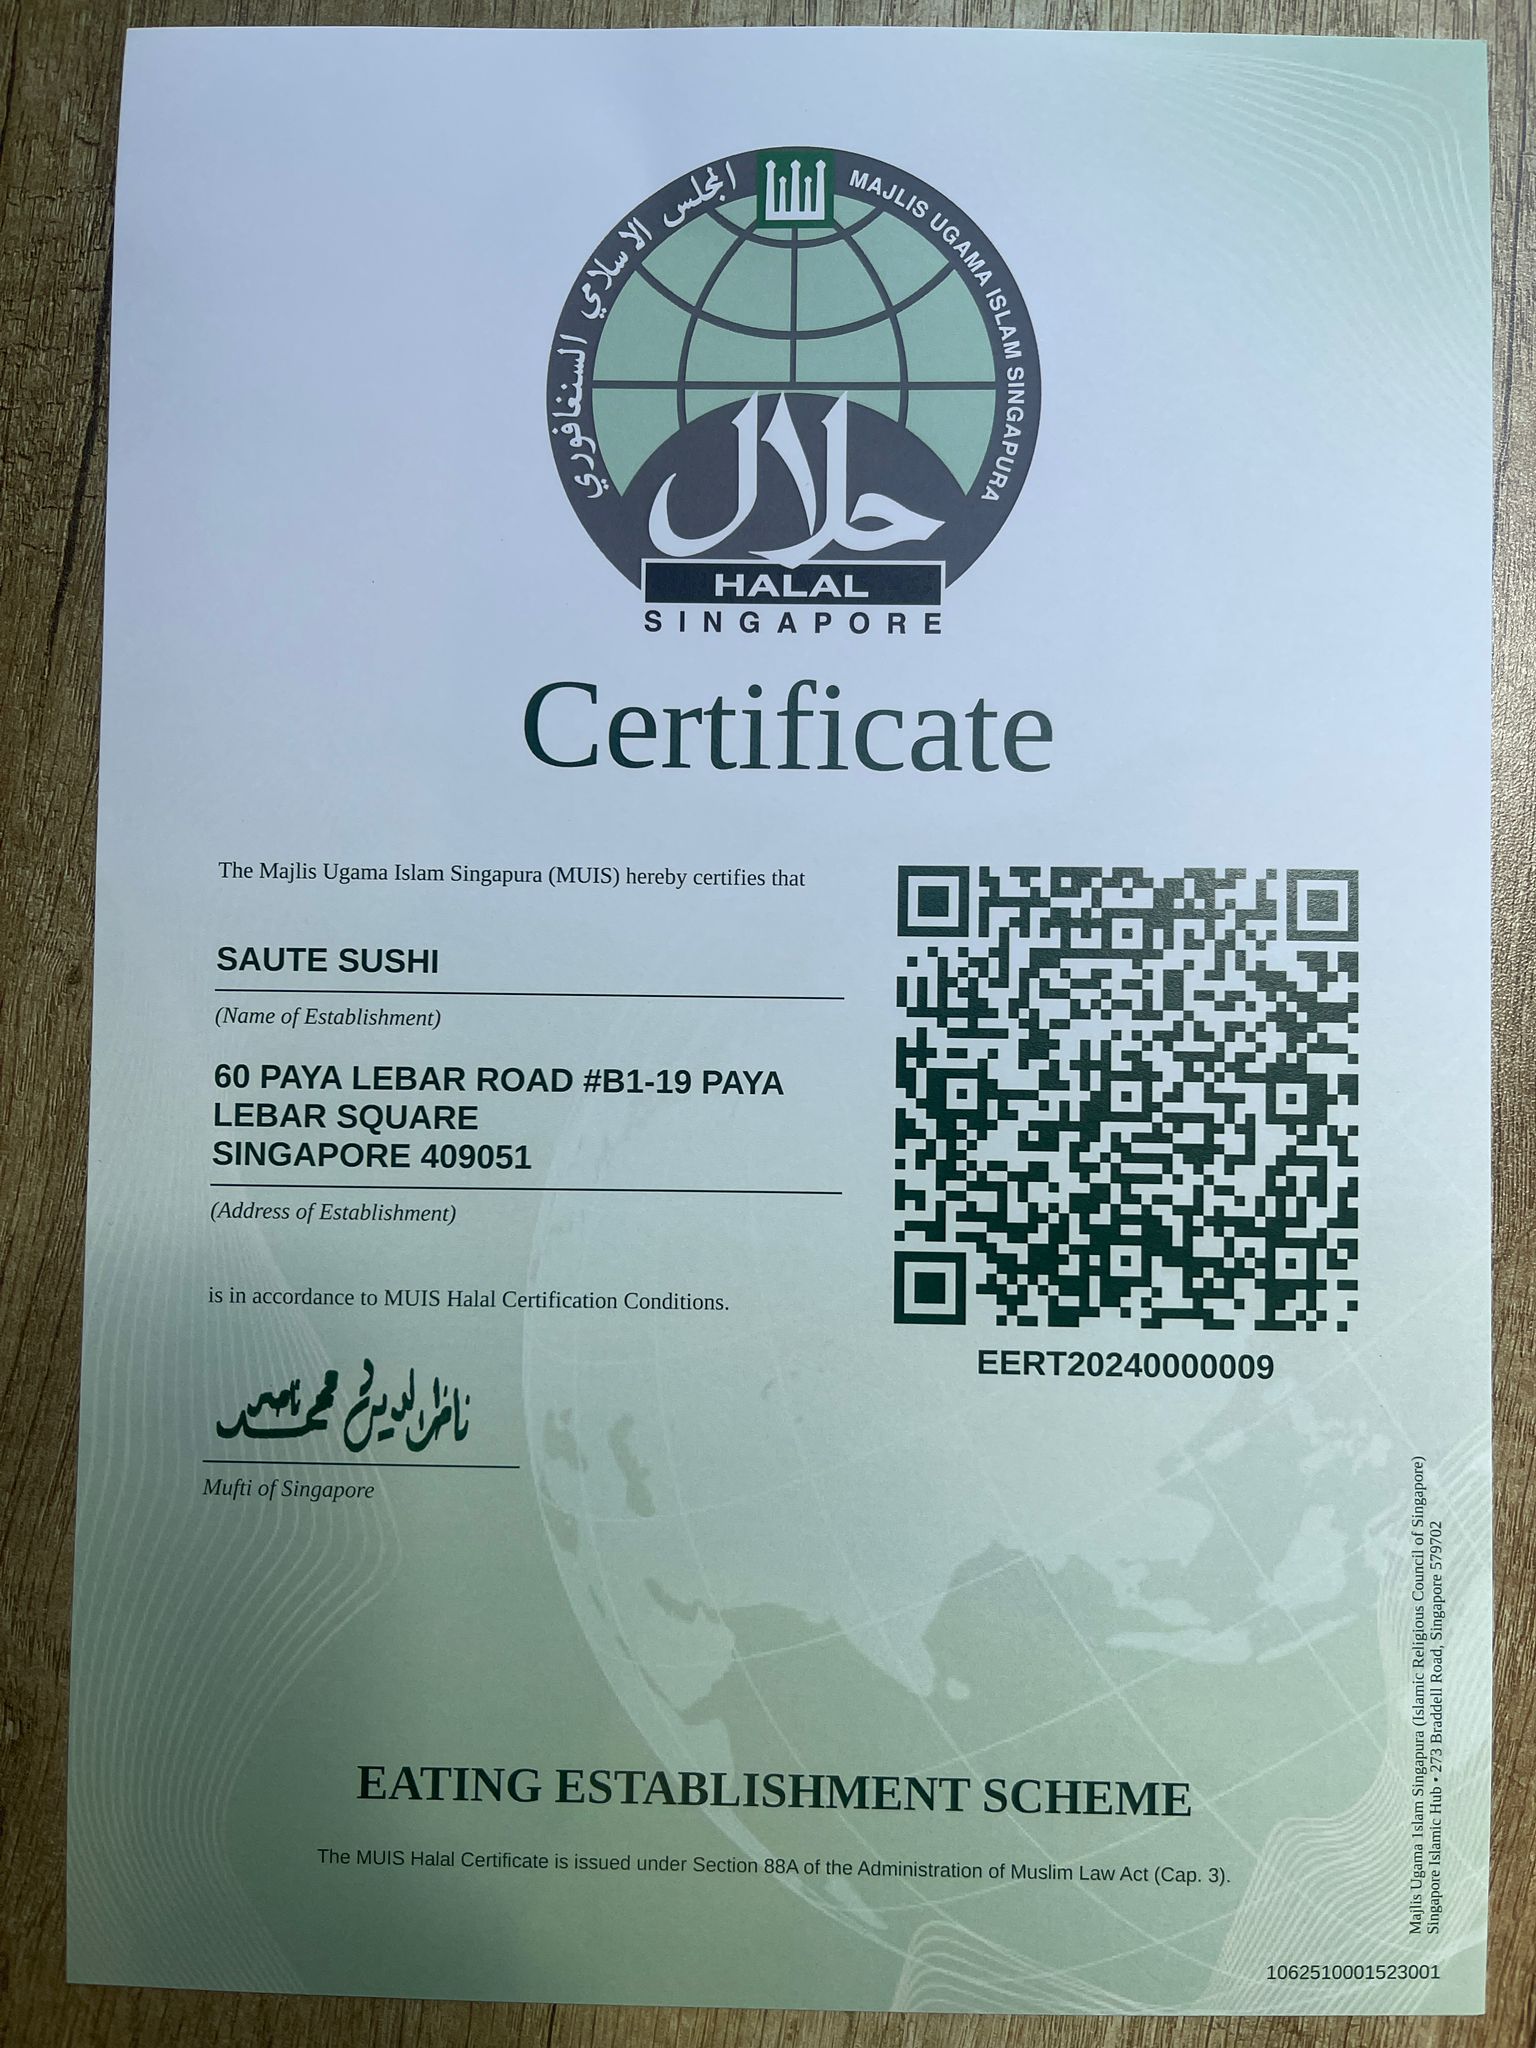 المجلس الاسلامي السنغافوري
MAJLIS UGAMA ISLAM SINGAPURA
حلال
HALAL
SINGAPORE
Certificate
The Majlis Ugama Islam Singapura (MUIS) hereby certifies that
SAUTE SUSHI
(Name of Establishment)
60 PAYA LEBAR ROAD #B1-19 PAYA
LEBAR SQUARE
SINGAPORE 409051
(Address of Establishment)
is in accordance to MUIS Halal Certification Conditions.
EERT20240000009
ناظرالدين محمد ناصر
Mufti of Singapore
EATING ESTABLISHMENT SCHEME
The MUIS Halal Certificate is issued under Section 88A of the Administration of Muslim Law Act (Cap. 3).
Majlis Ugama 1slam Singapura (Islamic Religious Council of Singapore)
Singapore Islamic Hub • 273 Braddell Road, Singapore 579702
1062510001523001